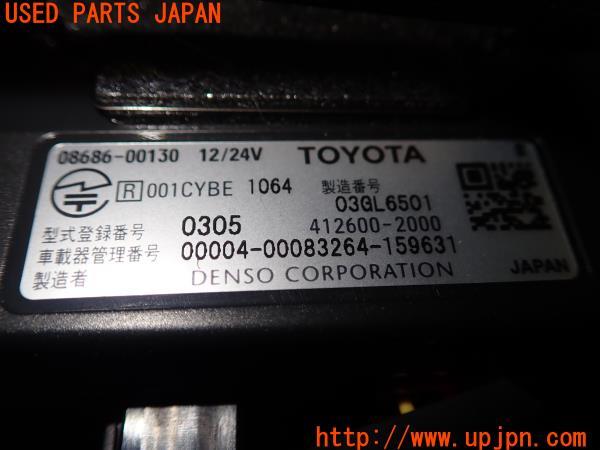 USED PARTS JAPAN
08686-00130 12/24V TOYOTA
R 001CYBE 1064 製造番号
03GL6501
型式登録番号 0305 412600-2000
車載器管理番号 00004-00083264-159631
製造者 DENSO CORPORATION JAPAN
http://www.upjpn.com